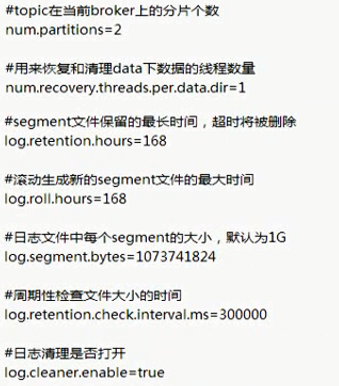 #topic在当前broker上的分片个数
num.partitions=2
#用来恢复和清理data下数据的线程数量
num.recovery.threads.per.data.dir=1
#segment文件保留的最长时间，超时将被删除
log.retention.hours=168
#滚动生成新的segment文件的最大时间
log.roll.hours=168
#日志文件中每个segment的大小，默认为1G
log.segment.bytes=1073741824
#周期性检查文件大小的时间
log.retention.check.interval.ms=300000
#日志清理是否打开
log.cleaner.enable=true